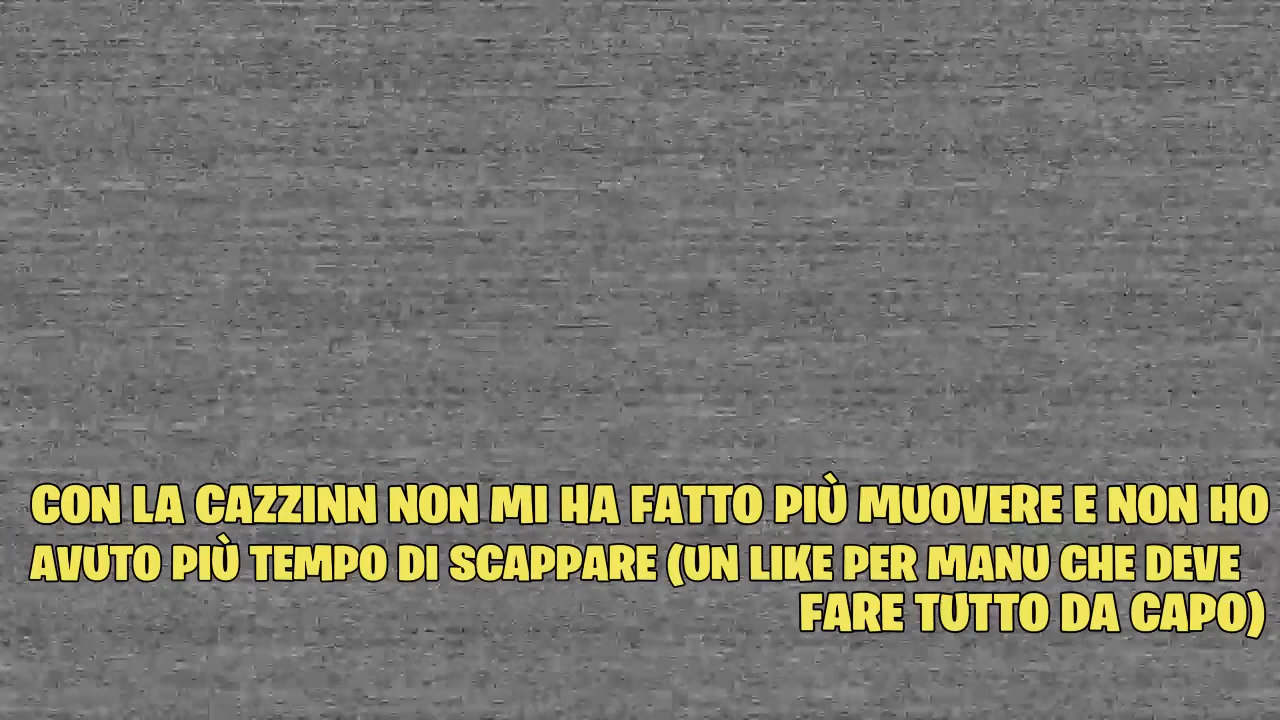 CON LA CAZZINN NON MI HA FATTO PIÙ MUOVERE E NON HO
AVUTO PIÙ TEMPO DI SCAPPARE (UN LIKE PER MANU CHE DEVE
FARE TUTTO DA CAPO)